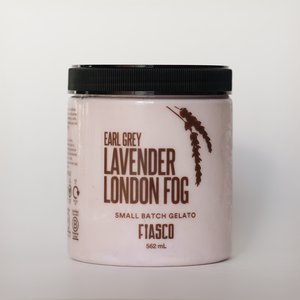 EARL GREY
LAVENDER
LONDON FOG
SMALL BATCH GELATO
FIASCO
562 mL